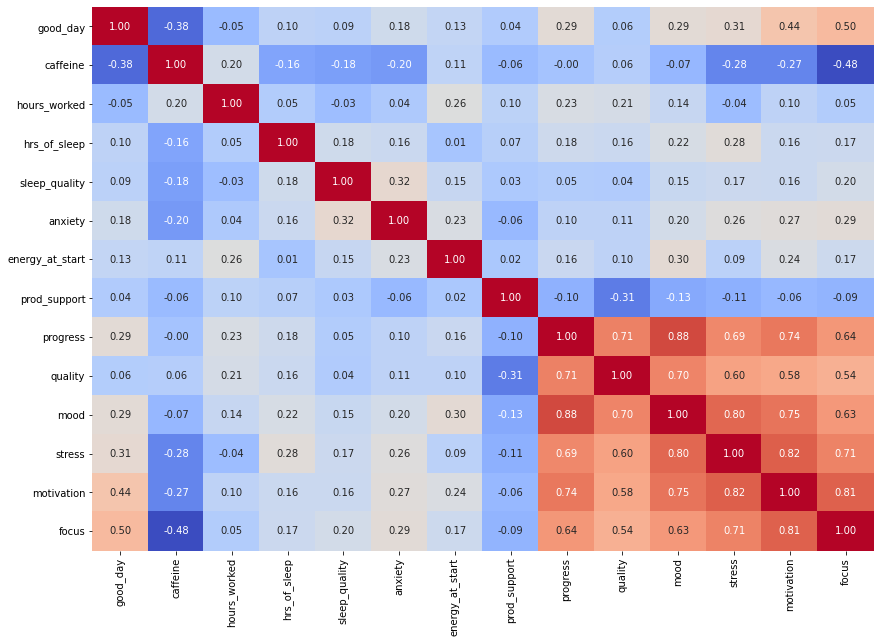 good_day 1.00 -0.38 -0.05 0.10 0.09 0.18 0.13 0.04 0.29 0.06 0.29 0.31 0.44 0.50
caffeine -0.38 1.00 0.20 -0.16 -0.18 -0.20 0.11 -0.06 -0.00 0.06 -0.07 -0.28 -0.27 -0.48
hours_worked -0.05 0.20 1.00 0.05 -0.03 0.04 0.26 0.10 0.23 0.21 0.14 -0.04 0.10 0.05
hrs_of_sleep 0.10 -0.16 0.05 1.00 0.18 0.16 0.01 0.07 0.18 0.16 0.22 0.28 0.16 0.17
sleep_quality 0.09 -0.18 -0.03 0.18 1.00 0.32 0.15 0.03 0.05 0.04 0.15 0.17 0.16 0.20
anxiety 0.18 -0.20 0.04 0.16 0.32 1.00 0.23 -0.06 0.10 0.11 0.20 0.26 0.27 0.29
energy_at_start 0.13 0.11 0.26 0.01 0.15 0.23 1.00 0.02 0.16 0.10 0.30 0.09 0.24 0.17
prod_support 0.04 -0.06 0.10 0.07 0.03 -0.06 0.02 1.00 -0.10 -0.31 -0.13 -0.11 -0.06 -0.09
progress 0.29 -0.00 0.23 0.18 0.05 0.10 0.16 -0.10 1.00 0.71 0.88 0.69 0.74 0.64
quality 0.06 0.06 0.21 0.16 0.04 0.11 0.10 -0.31 0.71 1.00 0.70 0.60 0.58 0.54
mood 0.29 -0.07 0.14 0.22 0.15 0.20 0.30 -0.13 0.88 0.70 1.00 0.80 0.75 0.63
stress 0.31 -0.28 -0.04 0.28 0.17 0.26 0.09 -0.11 0.69 0.60 0.80 1.00 0.82 0.71
motivation 0.44 -0.27 0.10 0.16 0.16 0.27 0.24 -0.06 0.74 0.58 0.75 0.82 1.00 0.81
focus 0.50 -0.48 0.05 0.17 0.20 0.29 0.17 -0.09 0.64 0.54 0.63 0.71 0.81 1.00
good_day caffeine hours_worked hrs_of_sleep sleep_quality anxiety energy_at_start prod_support progress quality mood stress motivation focus